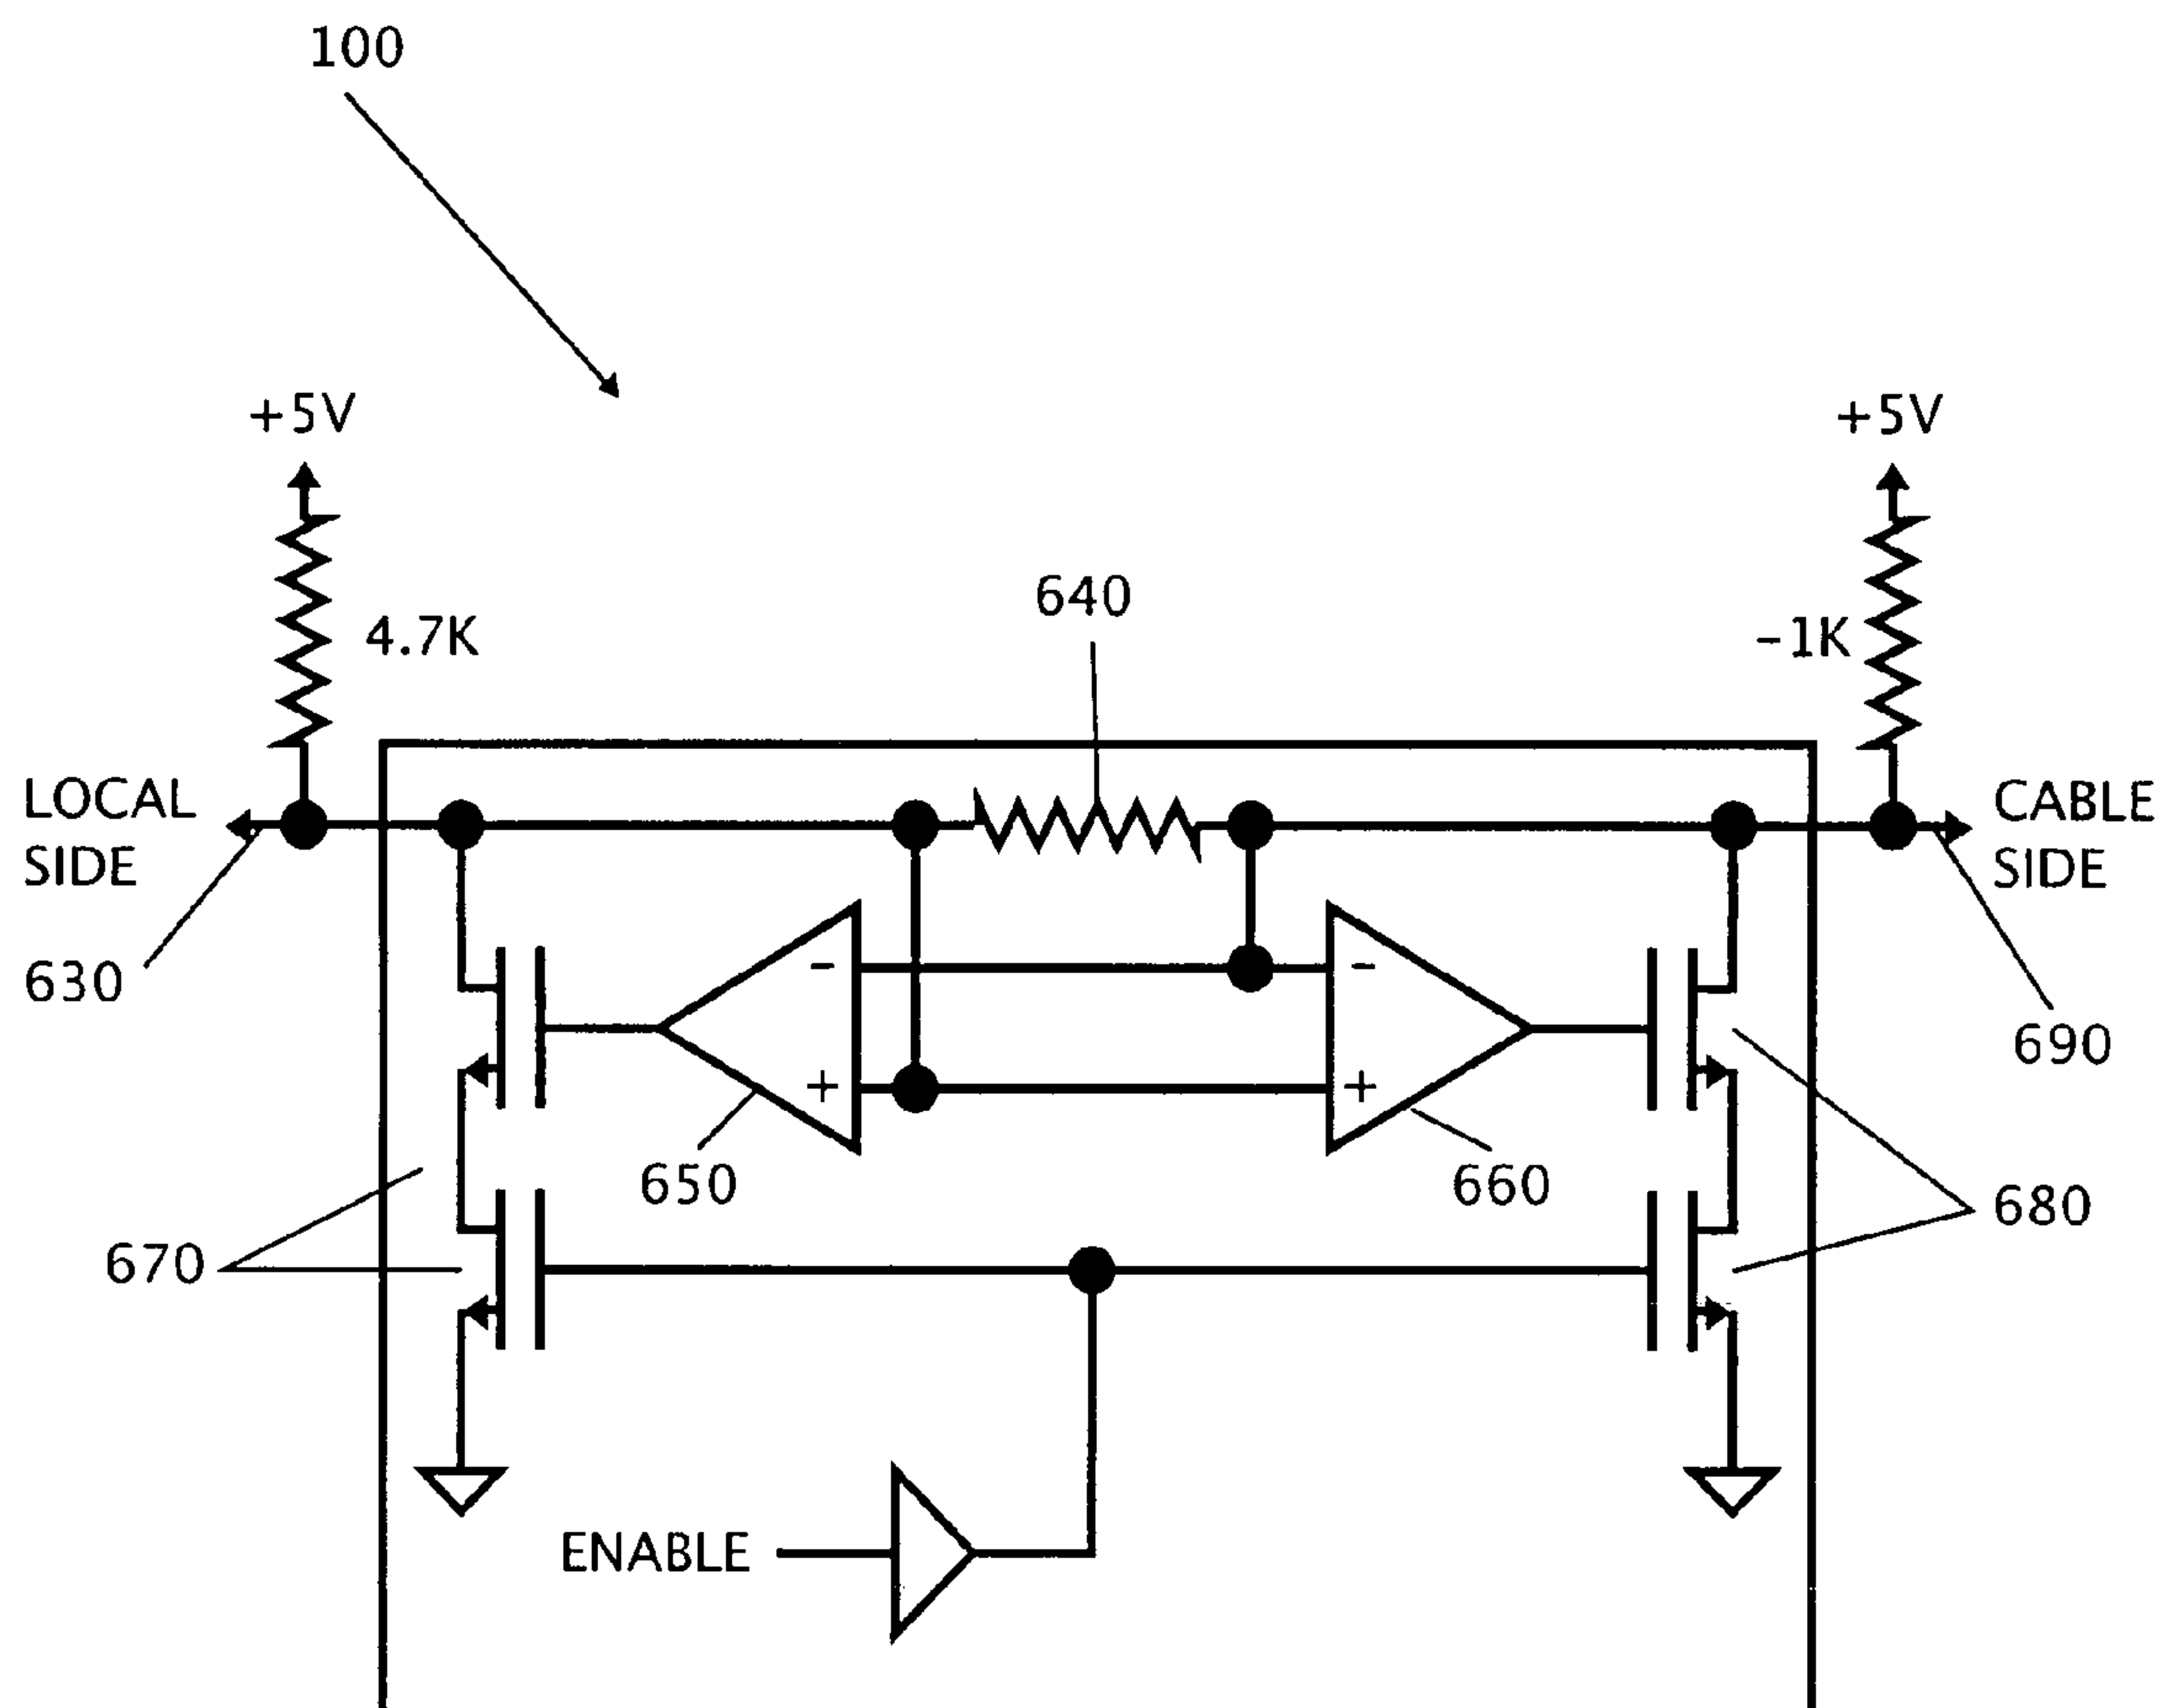 100
+5V
+5V
640
4.7K
-1K
LOCAL
SIDE
CABLE
SIDE
630
-
-
690
+
+
650
660
680
670
ENABLE